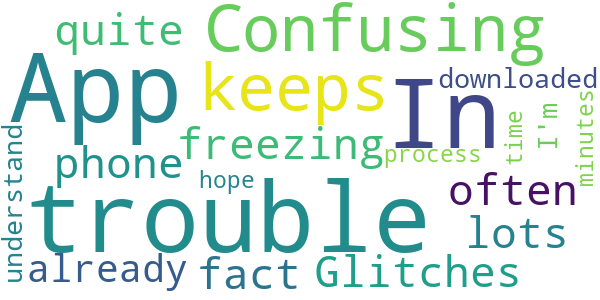 quite
Confusing
App
keeps
In
downloaded
phone
freezing
process
time
I'm
minutes
understand
hope
often
trouble
lots
already
fact
Glitches